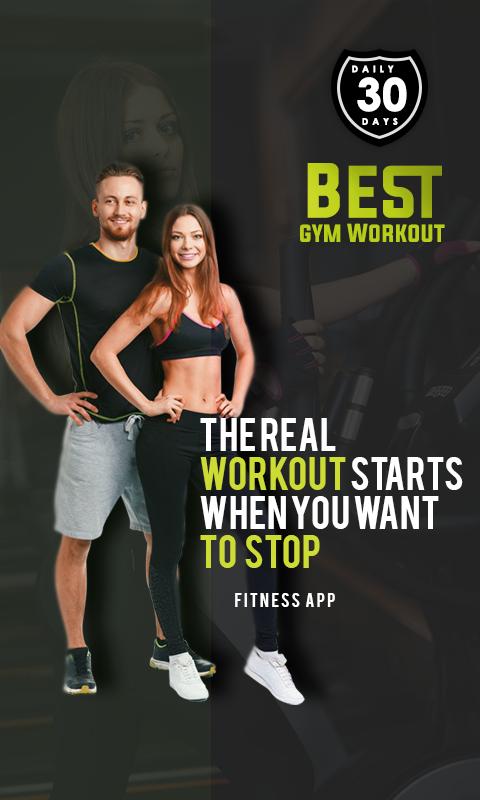 DAILY
30
DAYS
BEST
GYM WORKOUT
THE REAL
WORKOUT STARTS
WHEN YOU WANT
TO STOP
FITNESS APP